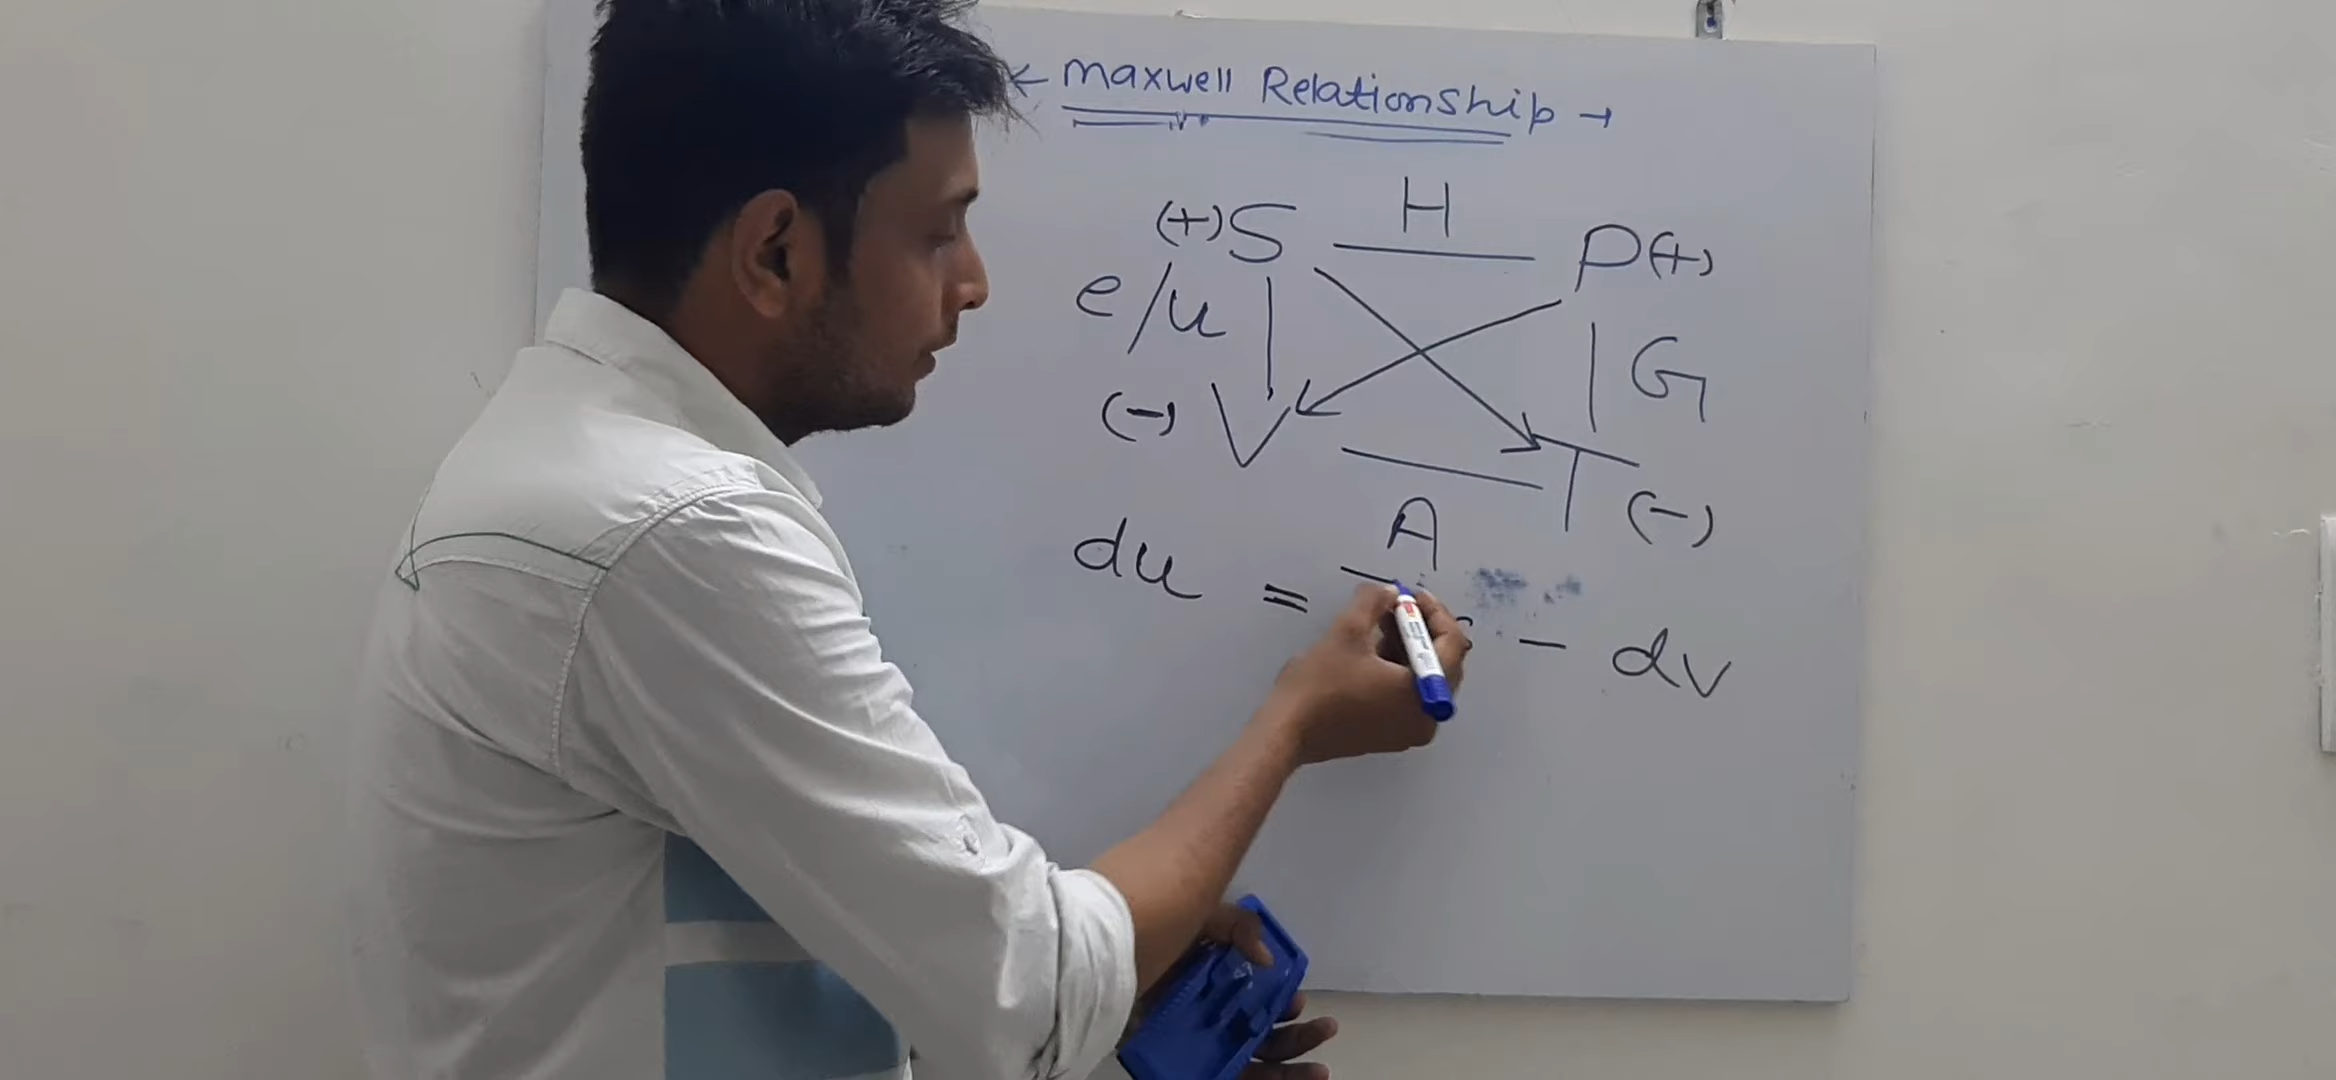 ← Maxwell Relationship →
H
(+) S P (+)
e/u G
(-) V T (-)
A
du = - dv